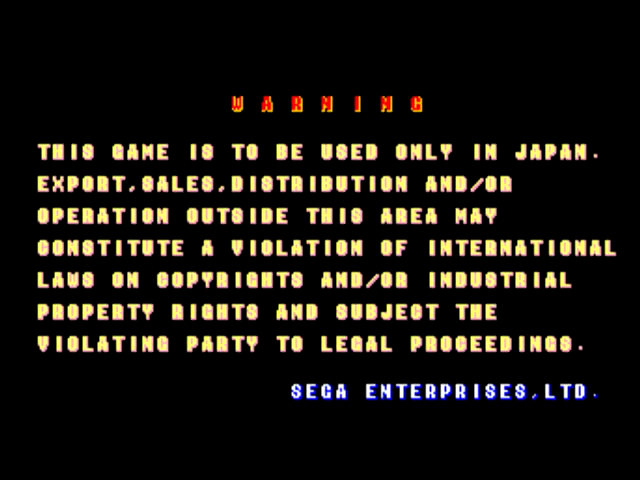 WARNING
THIS GAME IS TO BE USED ONLY IN JAPAN.
EXPORT,SALES,DISTRIBUTION AND/OR
OPERATION OUTSIDE THIS AREA MAY
CONSTITUTE A VIOLATION OF INTERNATIONAL
LAWS ON COPYRIGHTS AND/OR INDUSTRIAL
PROPERTY RIGHTS AND SUBJECT THE
VIOLATING PARTY TO LEGAL PROCEEDINGS.
SEGA ENTERPRISES,LTD.